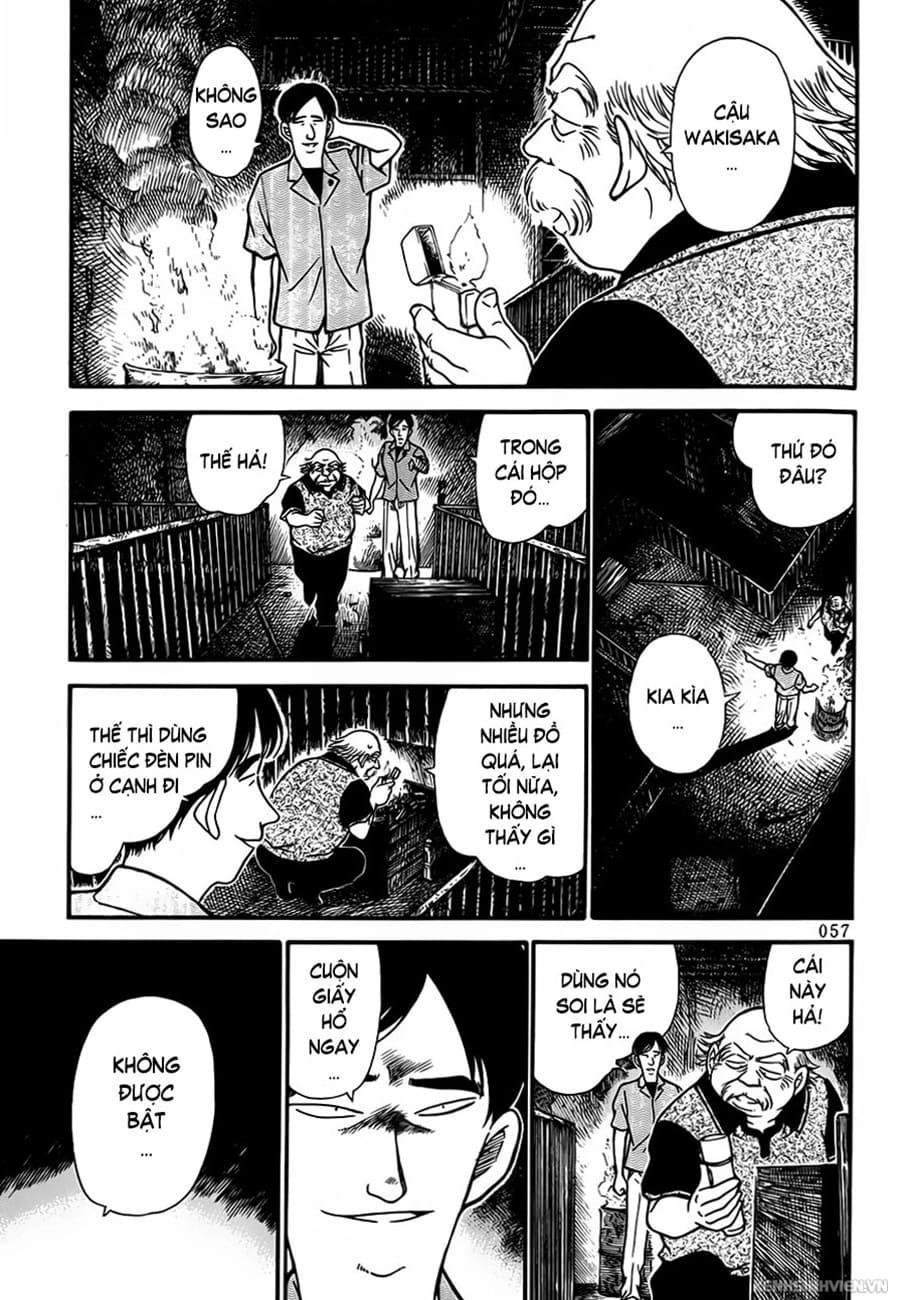 CẬU
WAKISAKA
...
KHÔNG
SAO
...
THỨ ĐÓ
ĐÂU?
KIA KÌA
...
TRONG
CÁI HỘP
ĐÓ...
THẾ HẢ!
NHƯNG
NHIỀU ĐỒ
QUÁ, LẠI
TỐI NỮA,
KHÔNG
THẤY GÌ
...
THẾ THÌ DÙNG
CHIẾC ĐÈN PIN
Ở CẠNH ĐI
...
057
CÁI
NÀY
HẢ!
DÙNG NÓ
SOI LÀ SẼ
THẤY...
CUỘN
GIẤY
HỔ
NGAY
...
KHÔNG
ĐƯỢC
BẬT
...
KENHSINHVIEN.VN